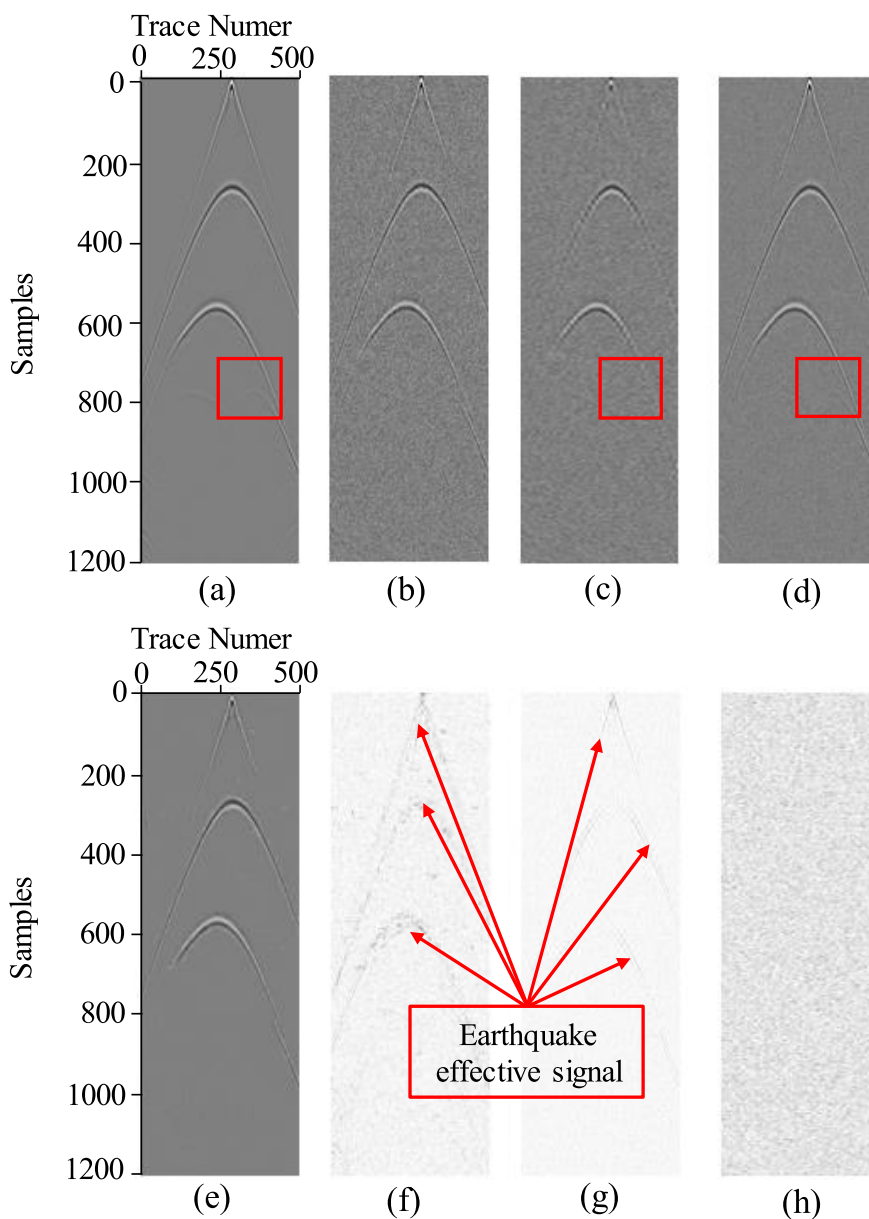 Trace Numer
0 250 500
0
200
400
600
800
1000
1200
Samples
(a) (b) (c) (d)
Trace Numer
0 250 500
0
200
400
600
800
1000
1200
Samples
Earthquake
effective signal
(e) (f) (g) (h)